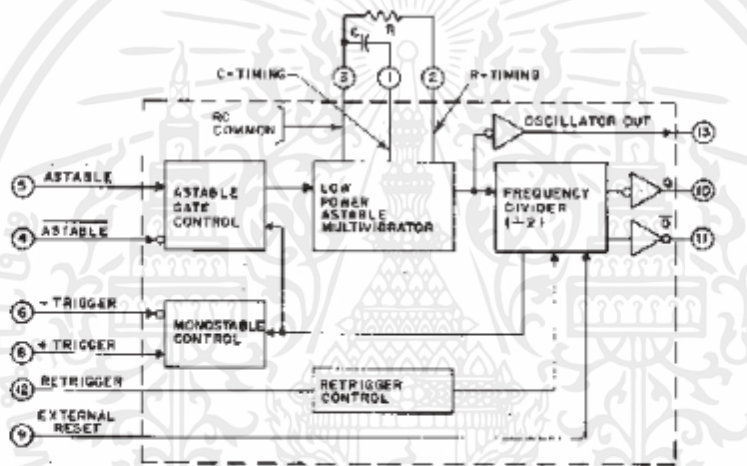 C
R
3
1
2
C-TIMING
R-TIMING
RC
COMMON
OSCILLATOR OUT
13
5
ASTABLE
ASTABLE
GATE
CONTROL
LOW
POWER
ASTABLE
MULTIVIBRATOR
FREQUENCY
DIVIDER
(÷2)
Q
10
4
ASTABLE
Q
11
6
- TRIGGER
MONOSTABLE
CONTROL
8
+ TRIGGER
12
RETRIGGER
RETRIGGER
CONTROL
9
EXTERNAL
RESET